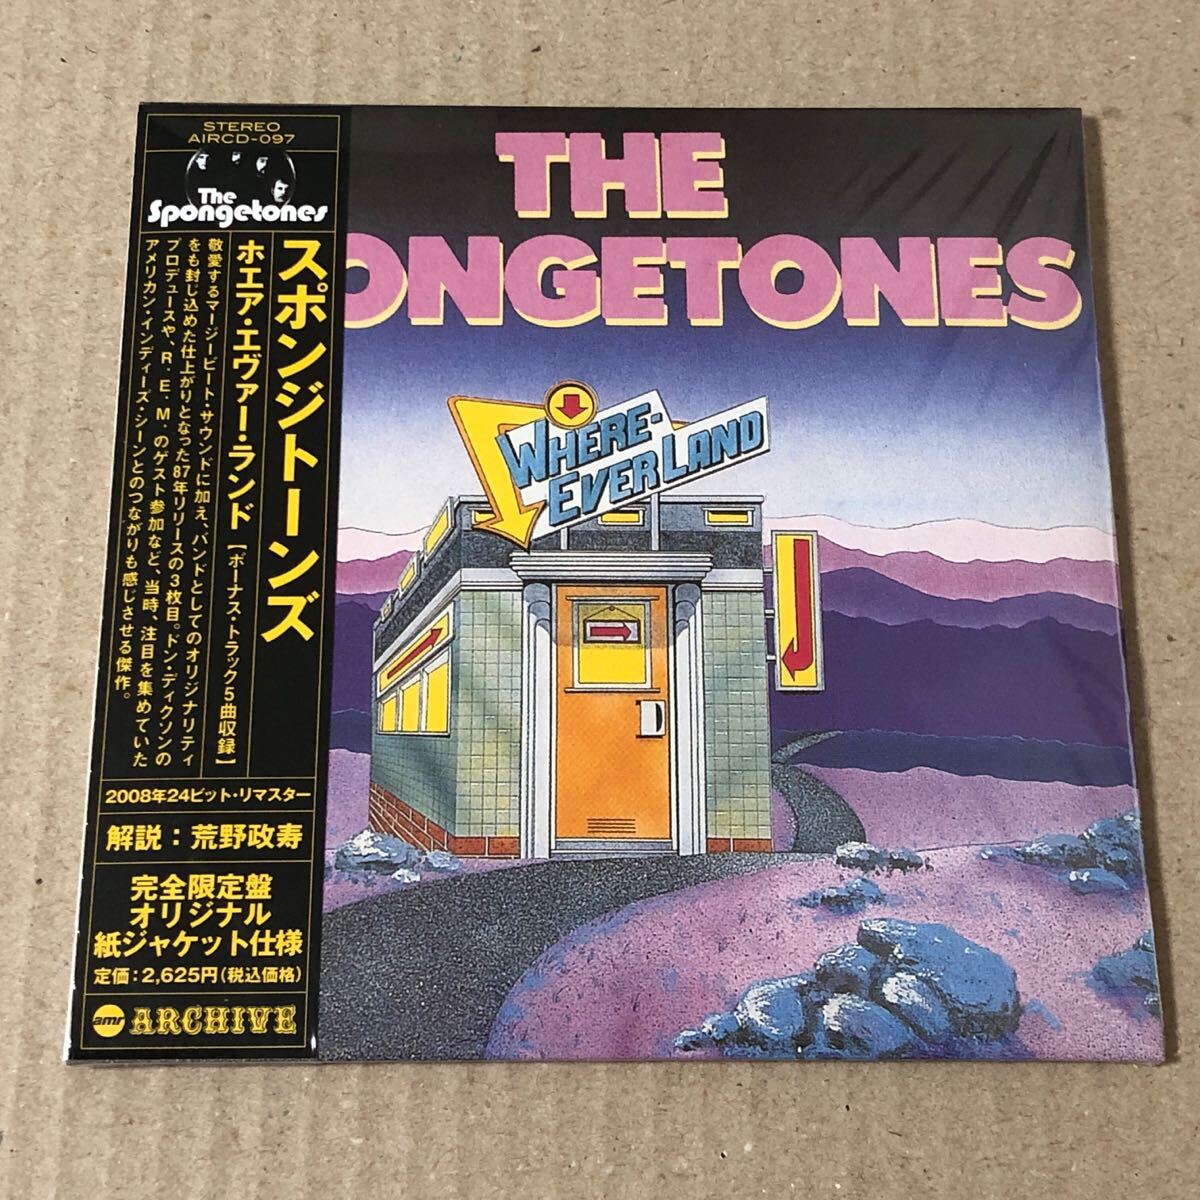 STEREO
AIRCD-097
The
Spongetones
スポンジトーンズ
ホエア・エヴァー・ランド【ボーナス・トラック5曲収録】
敬愛するマージービート・サウンドに加え、バンドとしてのオリジナリティ
をも封じ込めた仕上がりとなった87年リリースの3枚目。ドン・ディクソンの
プロデュースや、R.E.M.のゲスト参加など、当時、注目を集めていた
アメリカン・インディーズ・シーンとのつながりも感じさせる傑作。
2008年24ビット・リマスター
解説：荒野政寿
完全限定盤
オリジナル
紙ジャケット仕様
定価：2,625円(税込価格)
amr ARCHIVE
THE
ONGETONES
WHERE-
EVER LAND